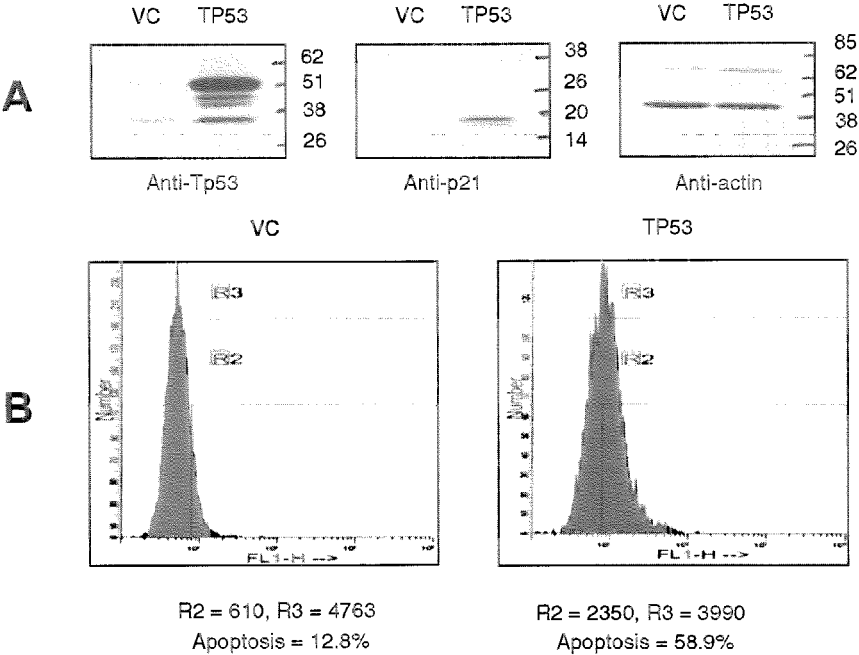 VC TP53 VC TP53 VC TP53
A
62
51
38
26
38
26
20
14
85
62
51
38
26
Anti-Tp53 Anti-p21 Anti-actin
VC TP53
B
R3 R3
R2 R2
Number Number
FL1-H --> FL1-H -->
R2 = 610, R3 = 4763 R2 = 2350, R3 = 3990
Apoptosis = 12.8% Apoptosis = 58.9%